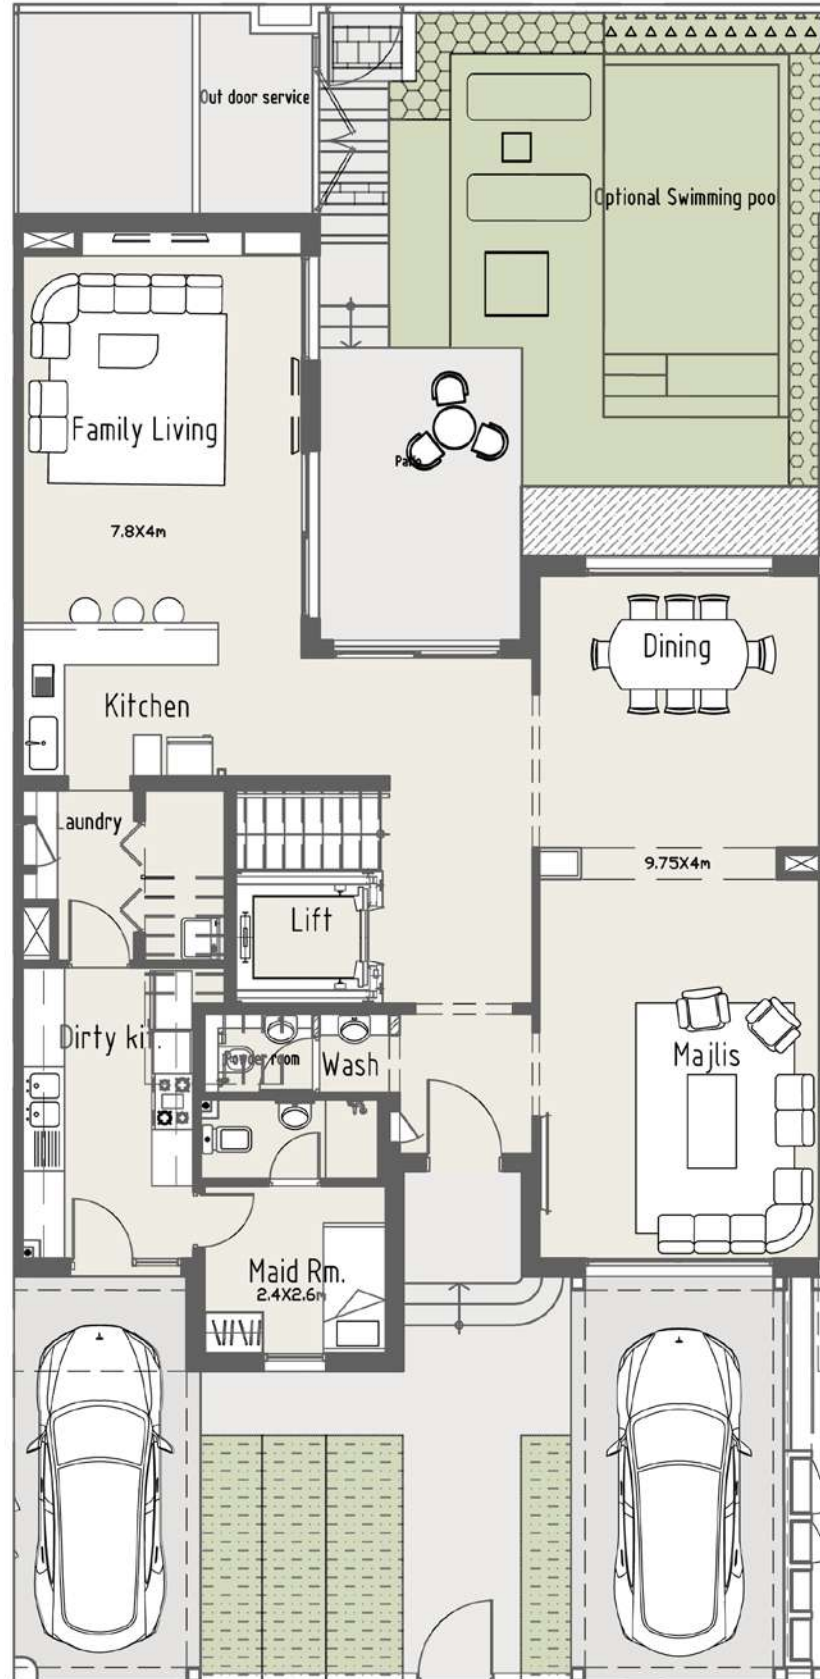 Out door service
Optional Swimming poo
Family Living
Patio
7.8X4m
Dining
Kitchen
Laundry
9.75X4m
Lift
Dirty kit.
Powder room
Wash
Majlis
Maid Rm.
2.4X2.6m